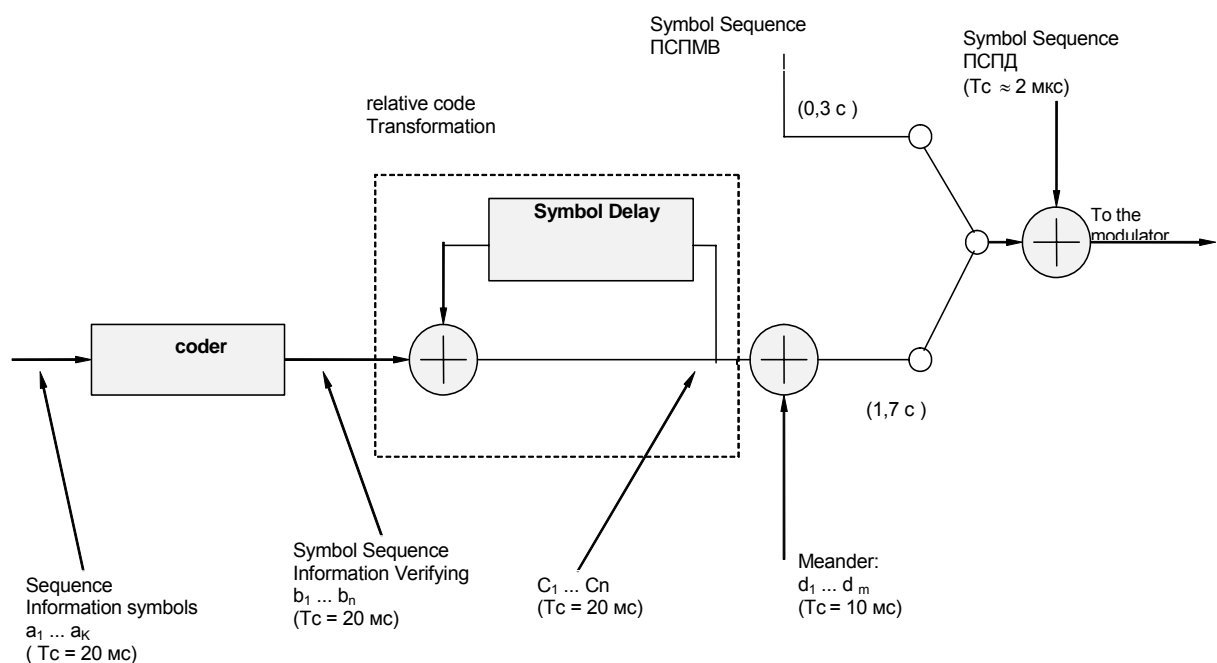 Symbol Sequence
ПСПМВ
Symbol Sequence
ПСПД
(Tc ≈ 2 мкс)
relative code
Transformation
(0,3 с )
Symbol Delay
To the
modulator
coder
(1,7 с )
Sequence
Information symbols
a1 ... aK
( Tc = 20 мс)
Symbol Sequence
Information Verifying
b1 ... bn
(Tc = 20 мс)
C1 ... Cn
(Tc = 20 мс)
Meander:
d1 ... d m
(Tc = 10 мс)